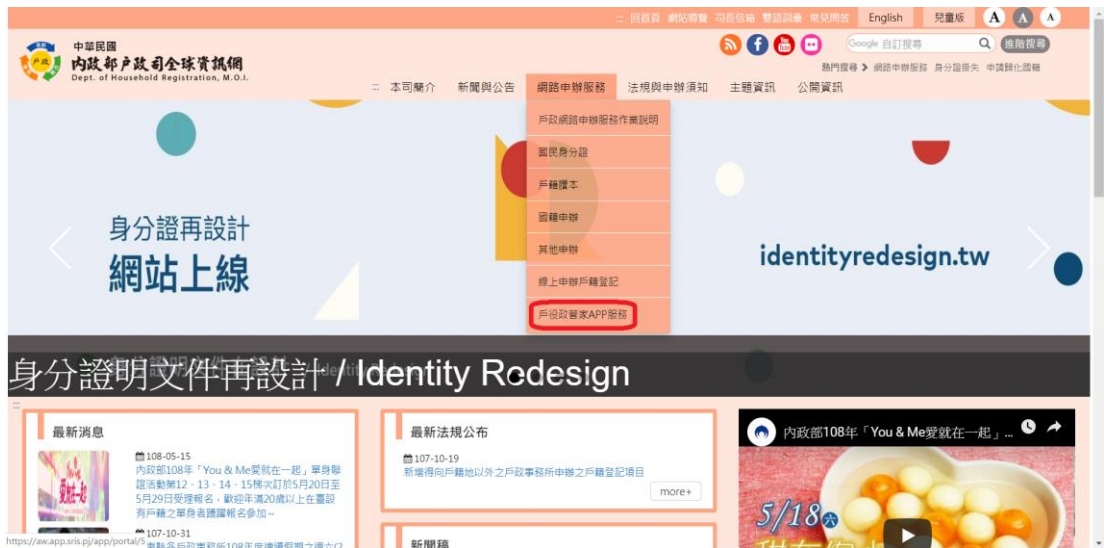 :: 回首頁 網站導覽 司長信箱 雙語詞彙 常見問答 English 兒童版 A A A
中華民國
內政部戶政司全球資訊網
Dept. of Household Registration, M.O.I.
Google 自訂搜尋 進階搜尋
熱門搜尋 網路申辦服務 身分證掛失 申請歸化國籍
::: 本司簡介 新聞與公告 網路申辦服務 法規與申辦須知 主題資訊 公開資訊
戶政網路申辦服務作業說明
國民身分證
戶籍謄本
國籍申辦
其他申辦
線上申辦戶籍登記
戶役政管家APP服務
身分證再設計
網站上線
identityredesign.tw
身分證明文件再設計 / Identity Redesign
最新消息
108-05-15
內政部108年「You & Me愛就在一起」單身聯
誼活動第12、13、14、15梯次訂於5月20日至
5月29日受理報名，歡迎年滿20歲以上在臺設
有戶籍之單身者踴躍報名參加~
107-10-31
最新法規公布
107-10-19
新增得向戶籍地以外之戶政事務所申辦之戶籍登記項目
more+
新聞稿
內政部108年「You & Me愛就在一起」...
5/18 六
https://aw.app.sris.pj/app/portal/5